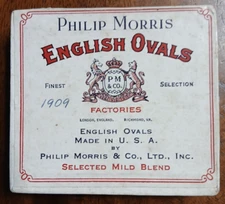 PHILIP MORRIS
ENGLISH OVALS
FINEST SELECTION
1909
PM
& CO.
FACTORIES
LONDON, ENGLAND. RICHMOND, VA.
ENGLISH OVALS
MADE IN U. S. A.
BY
PHILIP MORRIS & CO., LTD., INC.
SELECTED MILD BLEND